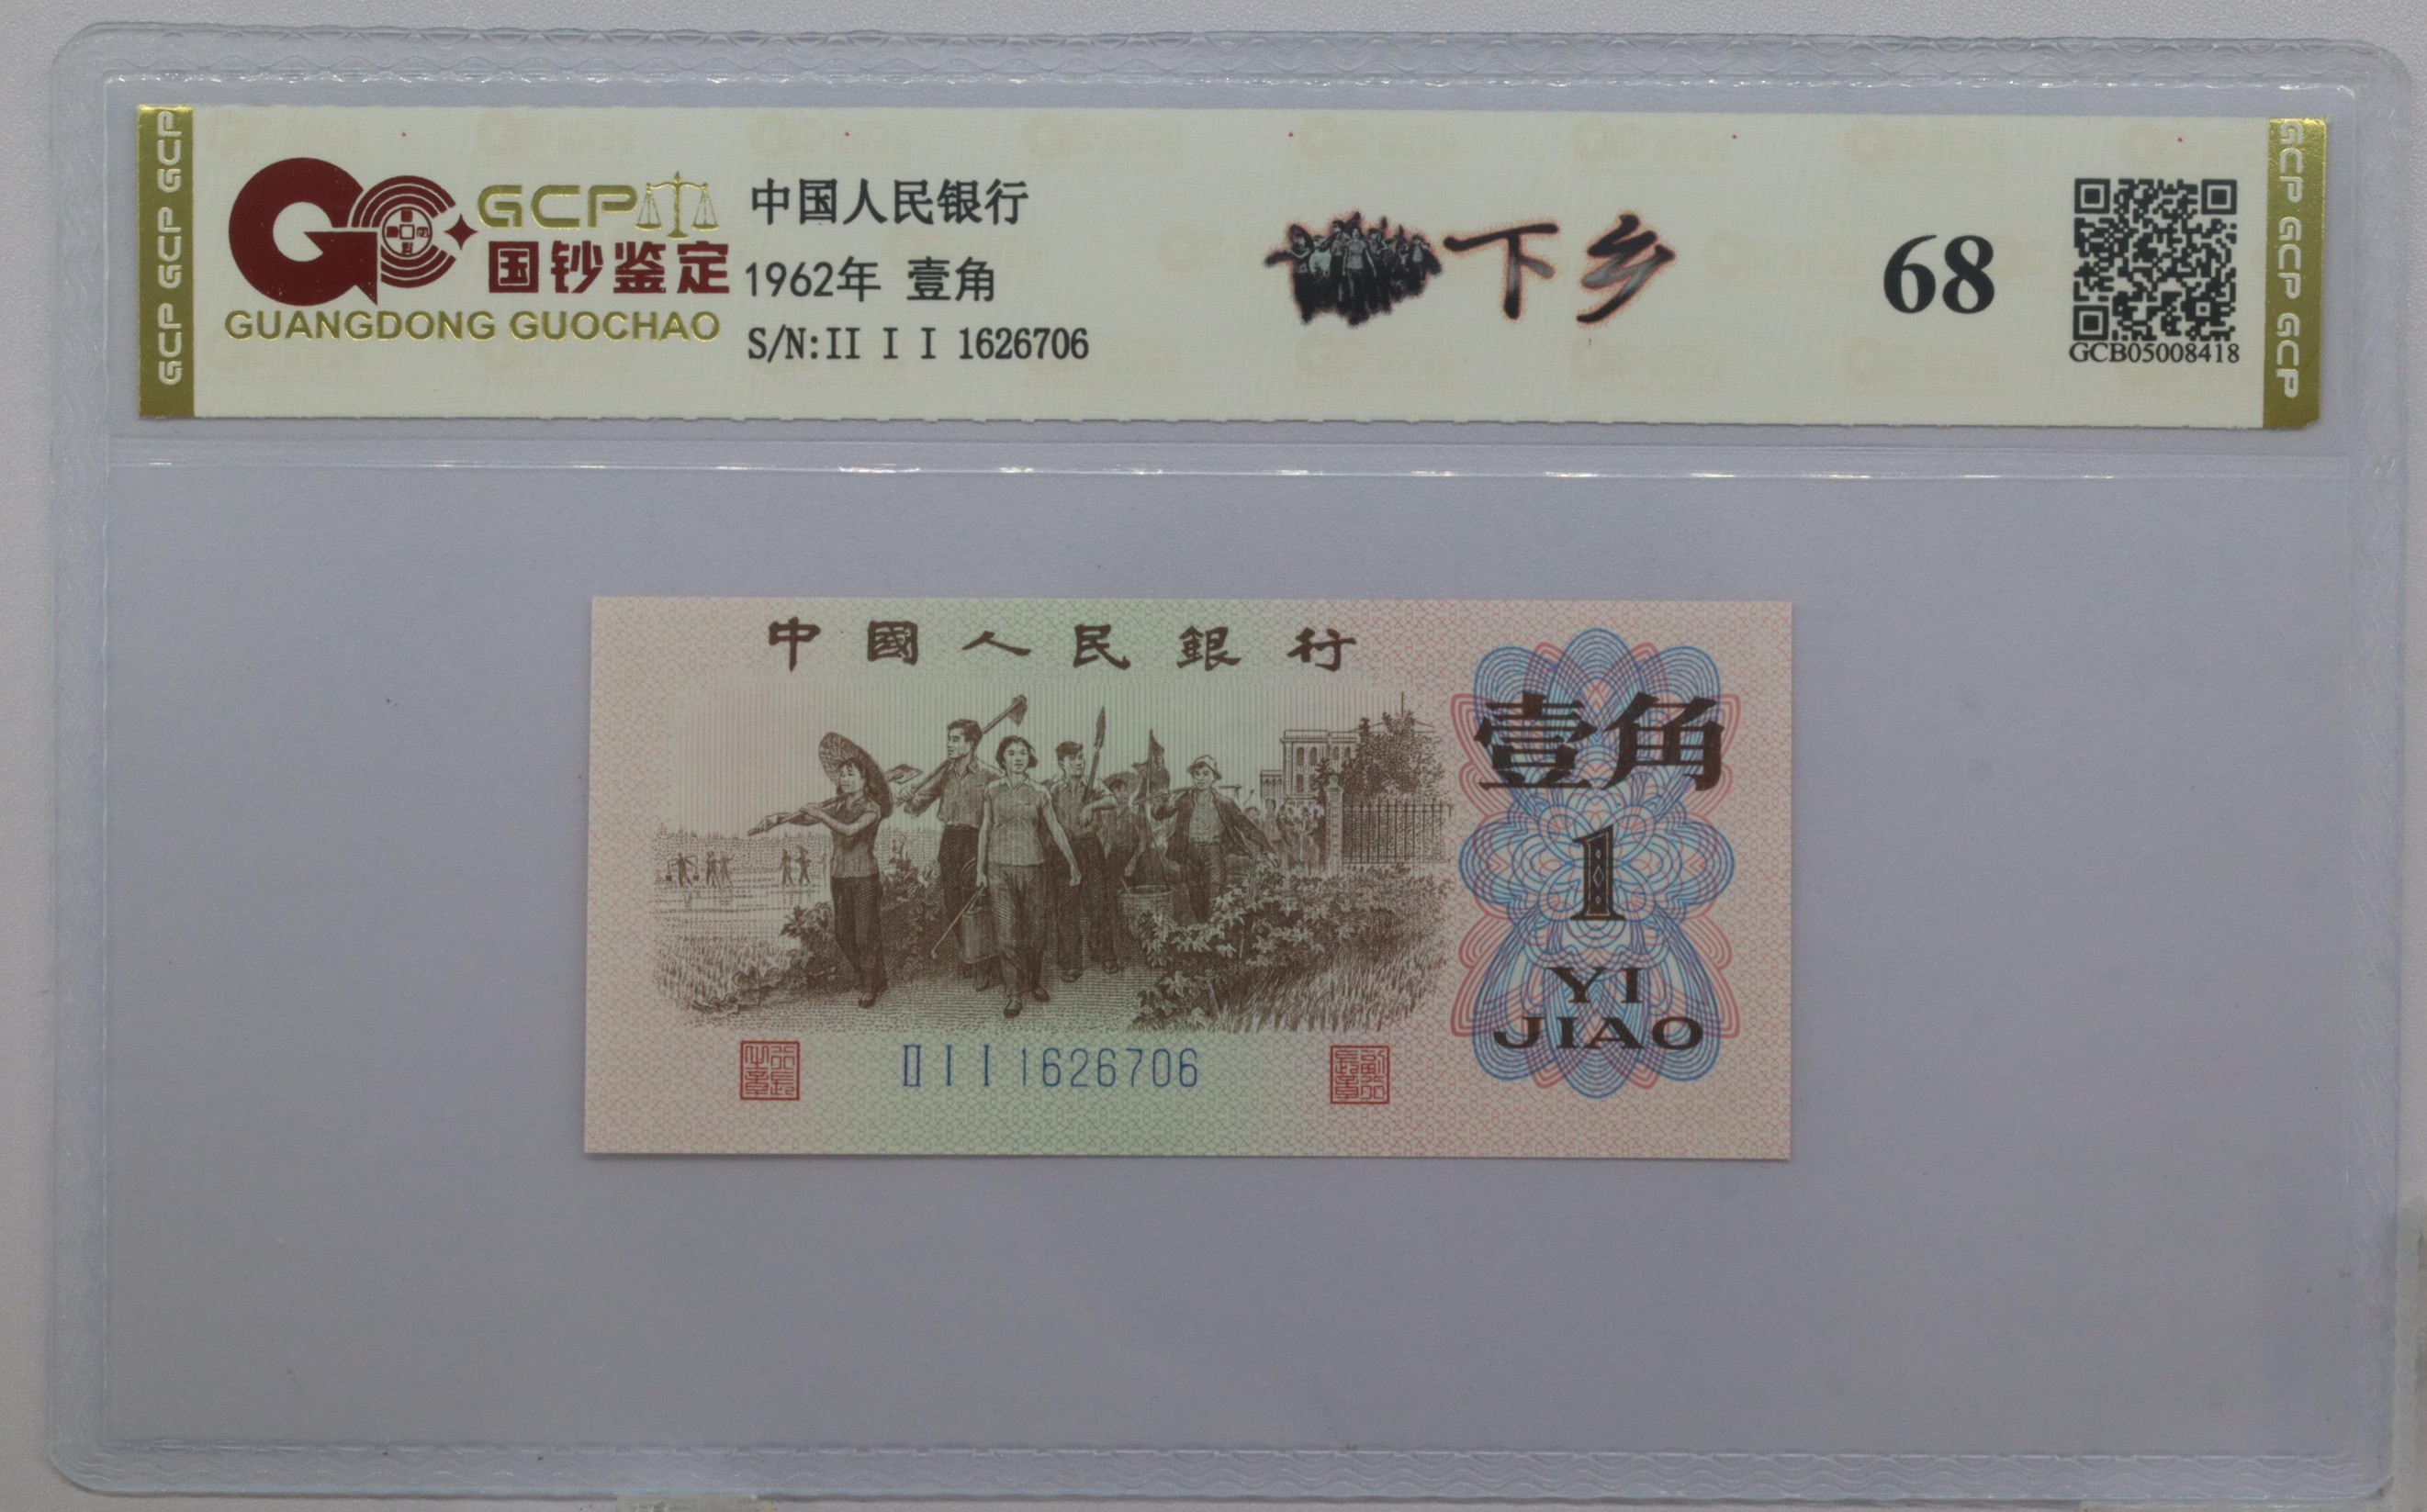 GCP GCP GCP
GCP
国钞鉴定
GUANGDONG GUOCHAO
中国人民银行
1962年 壹角
S/N:II I I 1626706
下乡
68
GCB05008418
GCP GCP GCP
中國人民銀行
壹角
1
YI
JIAO
II I I 1626706